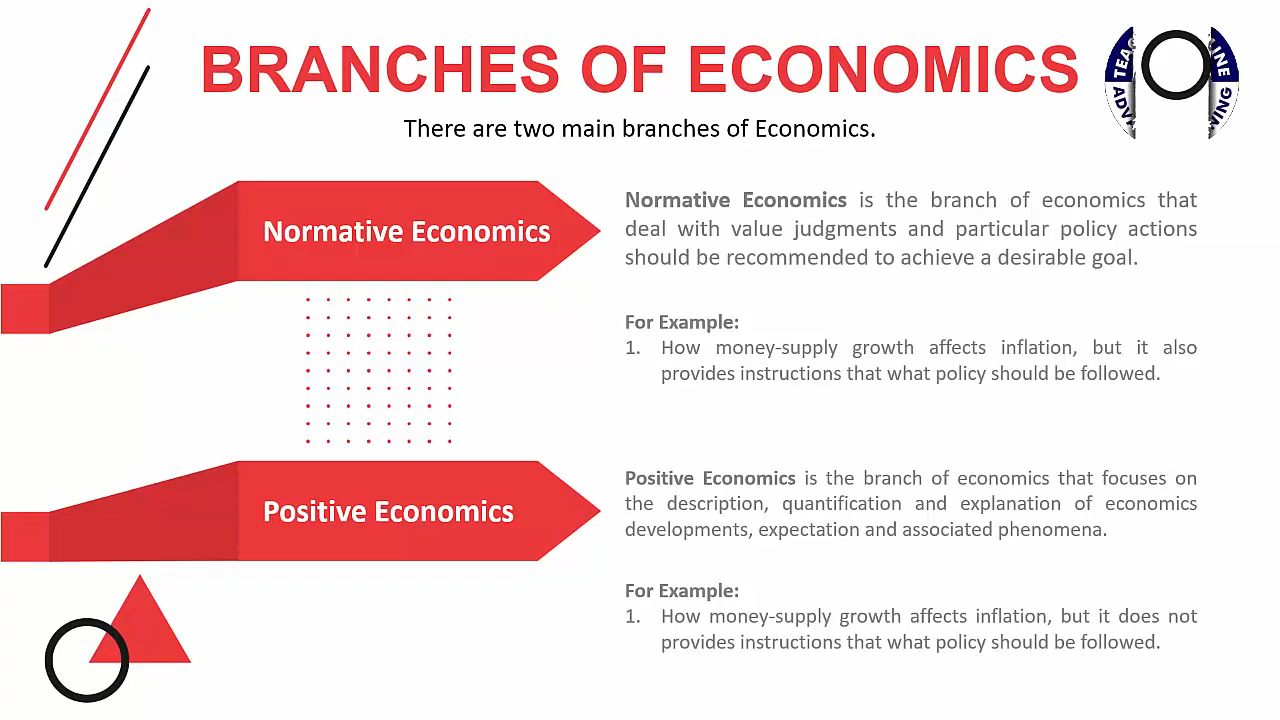 BRANCHES OF ECONOMICS
There are two main branches of Economics.
Normative Economics
Normative Economics is the branch of economics that
deal with value judgments and particular policy actions
should be recommended to achieve a desirable goal.
For Example:
1. How money-supply growth affects inflation, but it also
provides instructions that what policy should be followed.
Positive Economics
Positive Economics is the branch of economics that focuses on
the description, quantification and explanation of economics
developments, expectation and associated phenomena.
For Example:
1. How money-supply growth affects inflation, but it does not
provides instructions that what policy should be followed.